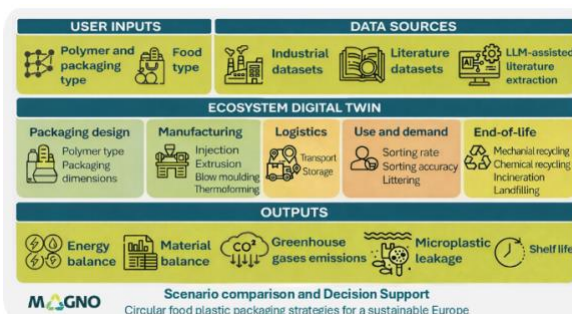 USER INPUTS
DATA SOURCES
Polymer and
packaging
type
Food
type
Industrial
datasets
Literature
datasets
AI
LLM-assisted
literature
extraction
ECOSYSTEM DIGITAL TWIN
Packaging design
Polymer type
Packaging
dimensions
Manufacturing
Injection
Extrusion
Blow moulding
Thermoforming
Logistics
Transport
Storage
Use and demand
Sorting rate
Sorting accuracy
Littering
End-of-life
Mechanial recycling
Chemical recycling
Incineration
Landfilling
OUTPUTS
Energy
balance
Material
balance
CO²
Greenhouse
gases emissions
Microplastic
leakage
Shelf life
MAGNO
Scenario comparison and Decision Support
Circular food plastic packaging strategies for a sustainable Europe